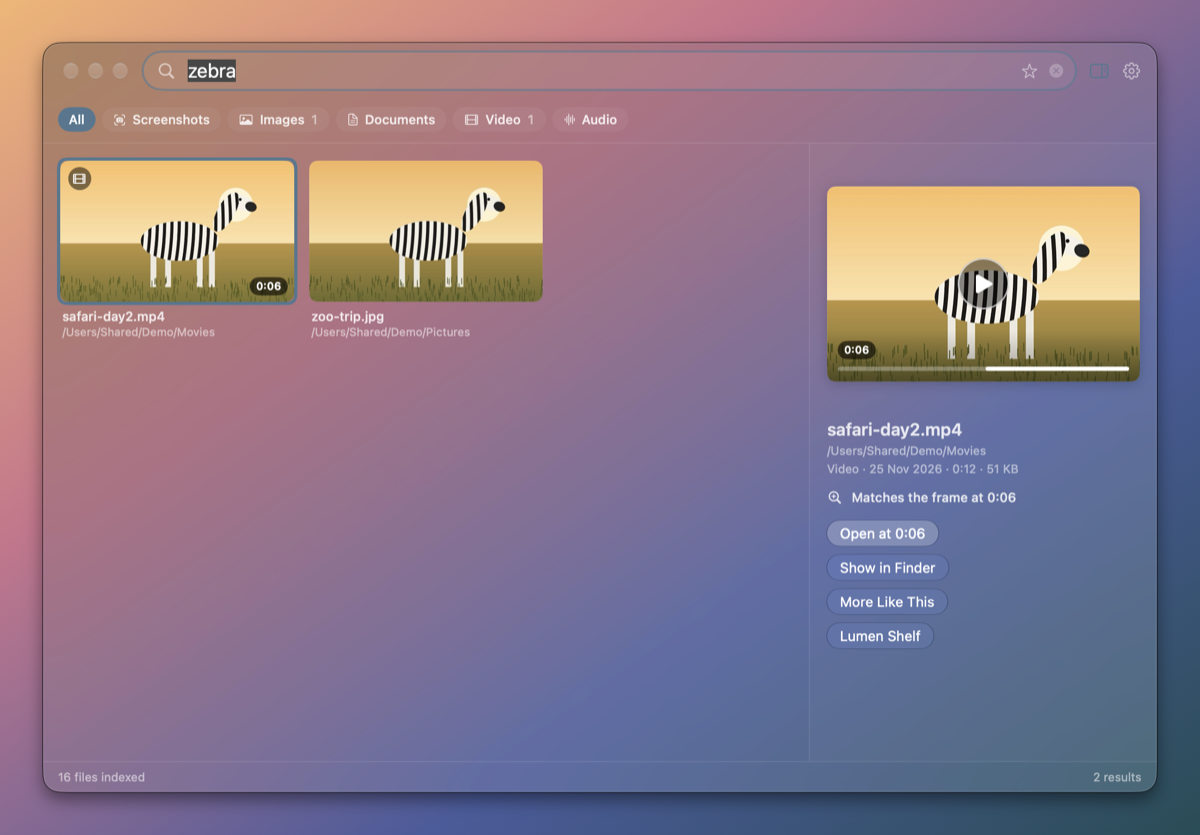 zebra
All
Screenshots
Images 1
Documents
Video 1
Audio
0:06
safari-day2.mp4
/Users/Shared/Demo/Movies
zoo-trip.jpg
/Users/Shared/Demo/Pictures
0:06
safari-day2.mp4
/Users/Shared/Demo/Movies
Video · 25 Nov 2026 · 0:12 · 51 KB
Matches the frame at 0:06
Open at 0:06
Show in Finder
More Like This
Lumen Shelf
16 files indexed
2 results